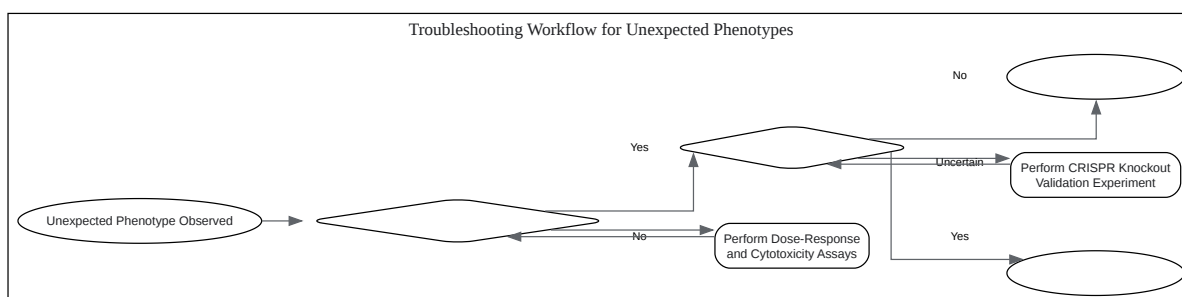 Troubleshooting Workflow for Unexpected Phenotypes
No
Yes
Uncertain
Perform CRISPR Knockout
Validation Experiment
Unexpected Phenotype Observed
No
Perform Dose-Response
and Cytotoxicity Assays
Yes